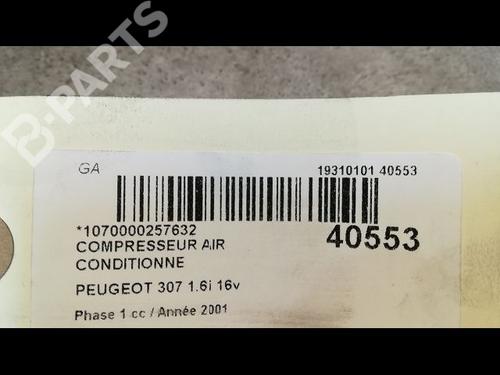 B-PARTS
GA
19310101 40553
*1070000257632
40553
COMPRESSEUR AIR
CONDITIONNE
PEUGEOT 307 1.6i 16v
Phase 1 cc / Année 2001